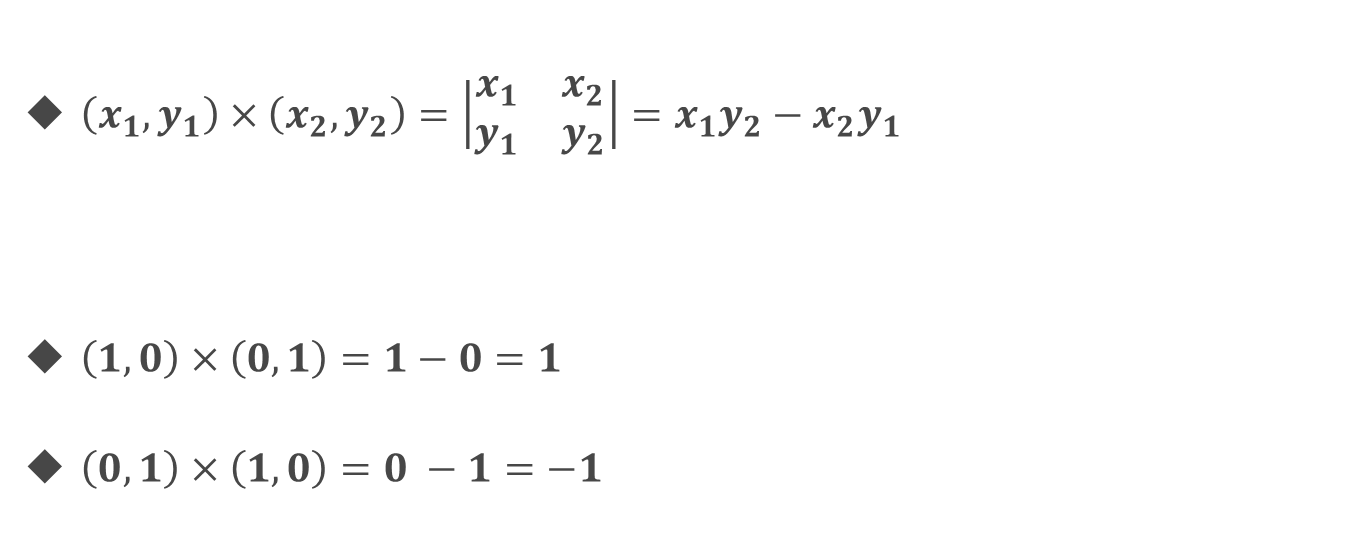 ◆ (x₁, y₁) × (x₂, y₂) = |x₁ x₂ / y₁ y₂| = x₁y₂ − x₂y₁
◆ (1, 0) × (0, 1) = 1 − 0 = 1
◆ (0, 1) × (1, 0) = 0 − 1 = −1